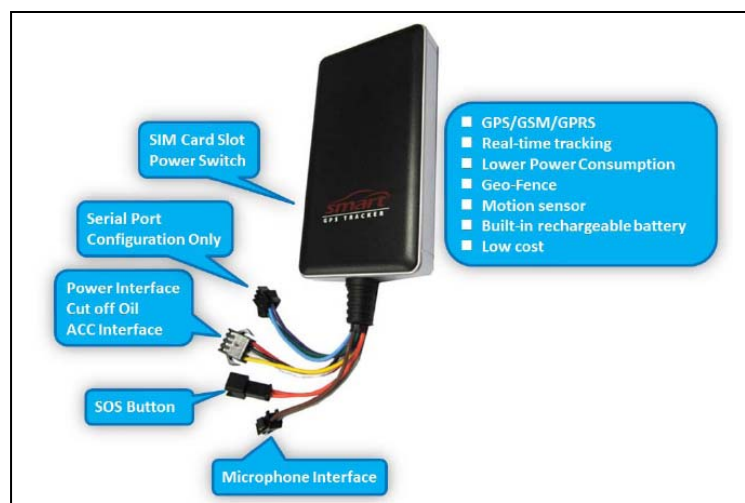 SIM Card Slot
Power Switch
Serial Port
Configuration Only
Power Interface
Cut off Oil
ACC Interface
SOS Button
Microphone Interface
smart
GPS TRACKER
GPS/GSM/GPRS
Real-time tracking
Lower Power Consumption
Geo-Fence
Motion sensor
Built-in rechargeable battery
Low cost